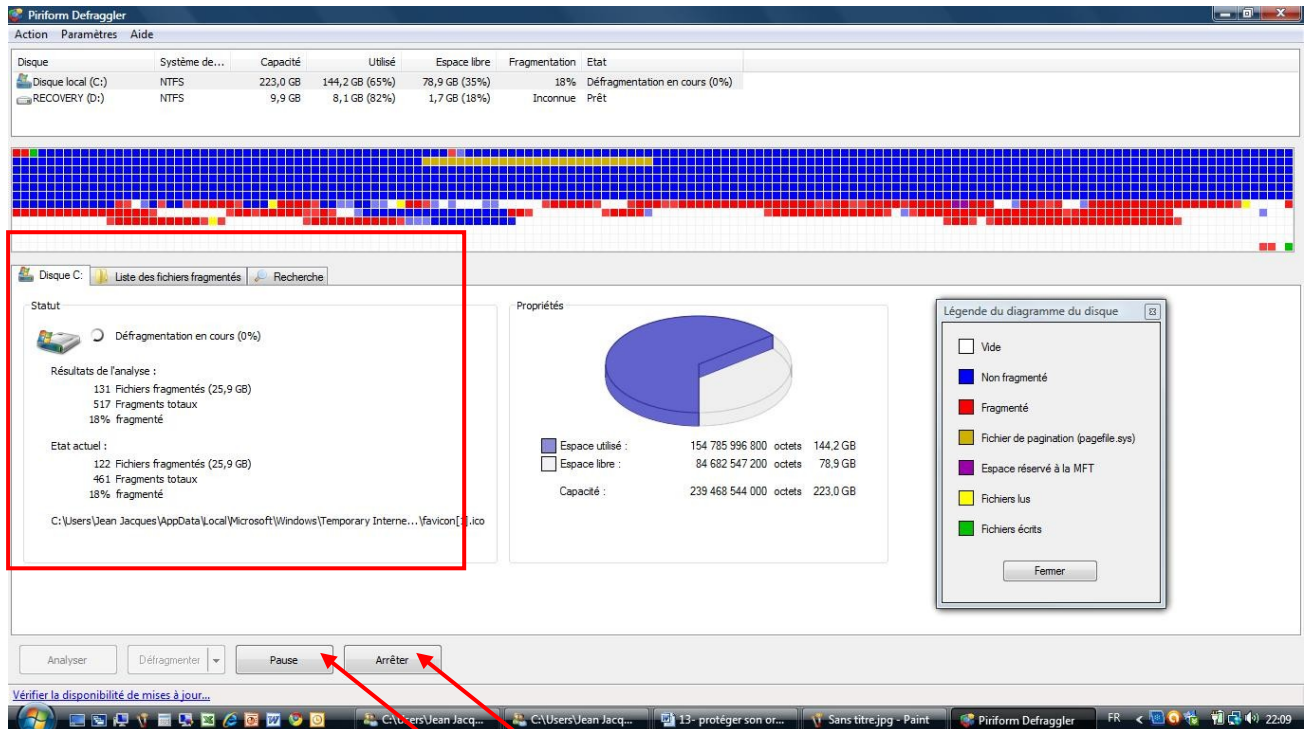 Piriform Defraggler
Action Paramètres Aide
Disque Système de... Capacité Utilisé Espace libre Fragmentation Etat
Disque local (C:) NTFS 223,0 GB 144,2 GB (65%) 78,9 GB (35%) 18% Défragmentation en cours (0%)
RECOVERY (D:) NTFS 9,9 GB 8,1 GB (82%) 1,7 GB (18%) Inconnue Prêt
Disque C: Liste des fichiers fragmentés Recherche
Statut
Défragmentation en cours (0%)
Résultats de l'analyse :
131 Fichiers fragmentés (25,9 GB)
517 Fragments totaux
18% fragmenté
Etat actuel :
122 Fichiers fragmentés (25,9 GB)
461 Fragments totaux
18% fragmenté
C:\Users\Jean Jacques\AppData\Local\Microsoft\Windows\Temporary Interne...\favicon[1].ico
Propriétés
Espace utilisé : 154 785 996 800 octets 144,2 GB
Espace libre : 84 682 547 200 octets 78,9 GB
Capacité : 239 468 544 000 octets 223,0 GB
Légende du diagramme du disque
Vide
Non fragmenté
Fragmenté
Fichier de pagination (pagefile.sys)
Espace réservé à la MFT
Fichiers lus
Fichiers écrits
Fermer
Analyser Défragmenter Pause Arrêter
Vérifier la disponibilité de mises à jour...
C:\Users\Jean Jacq... C:\Users\Jean Jacq... 13- protéger son or... Sans titre.jpg - Paint Piriform Defraggler FR 22:09